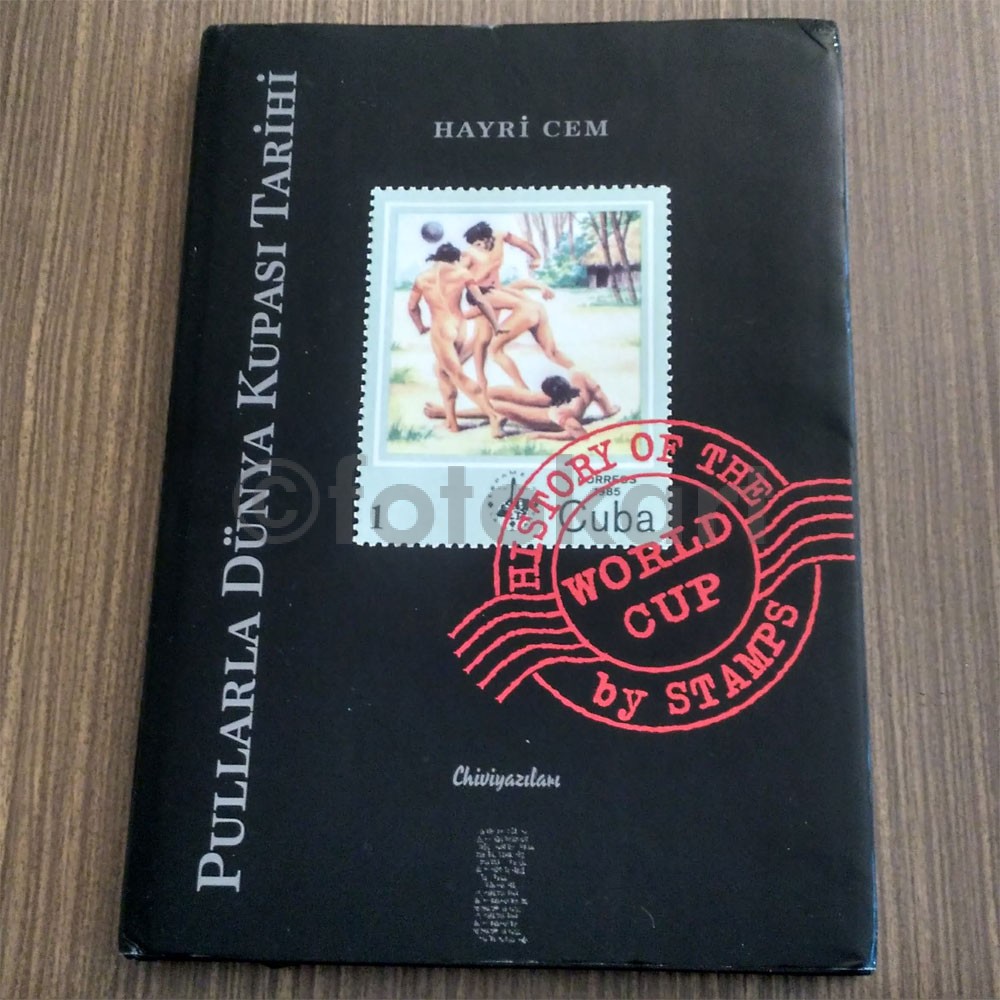 PULLARLA DÜNYA KUPASI TARİHİ
HAYRİ CEM
CORREOS
1985
1
Cuba
HISTORY OF THE
WORLD
CUP
by STAMPS
Chiviyazıları